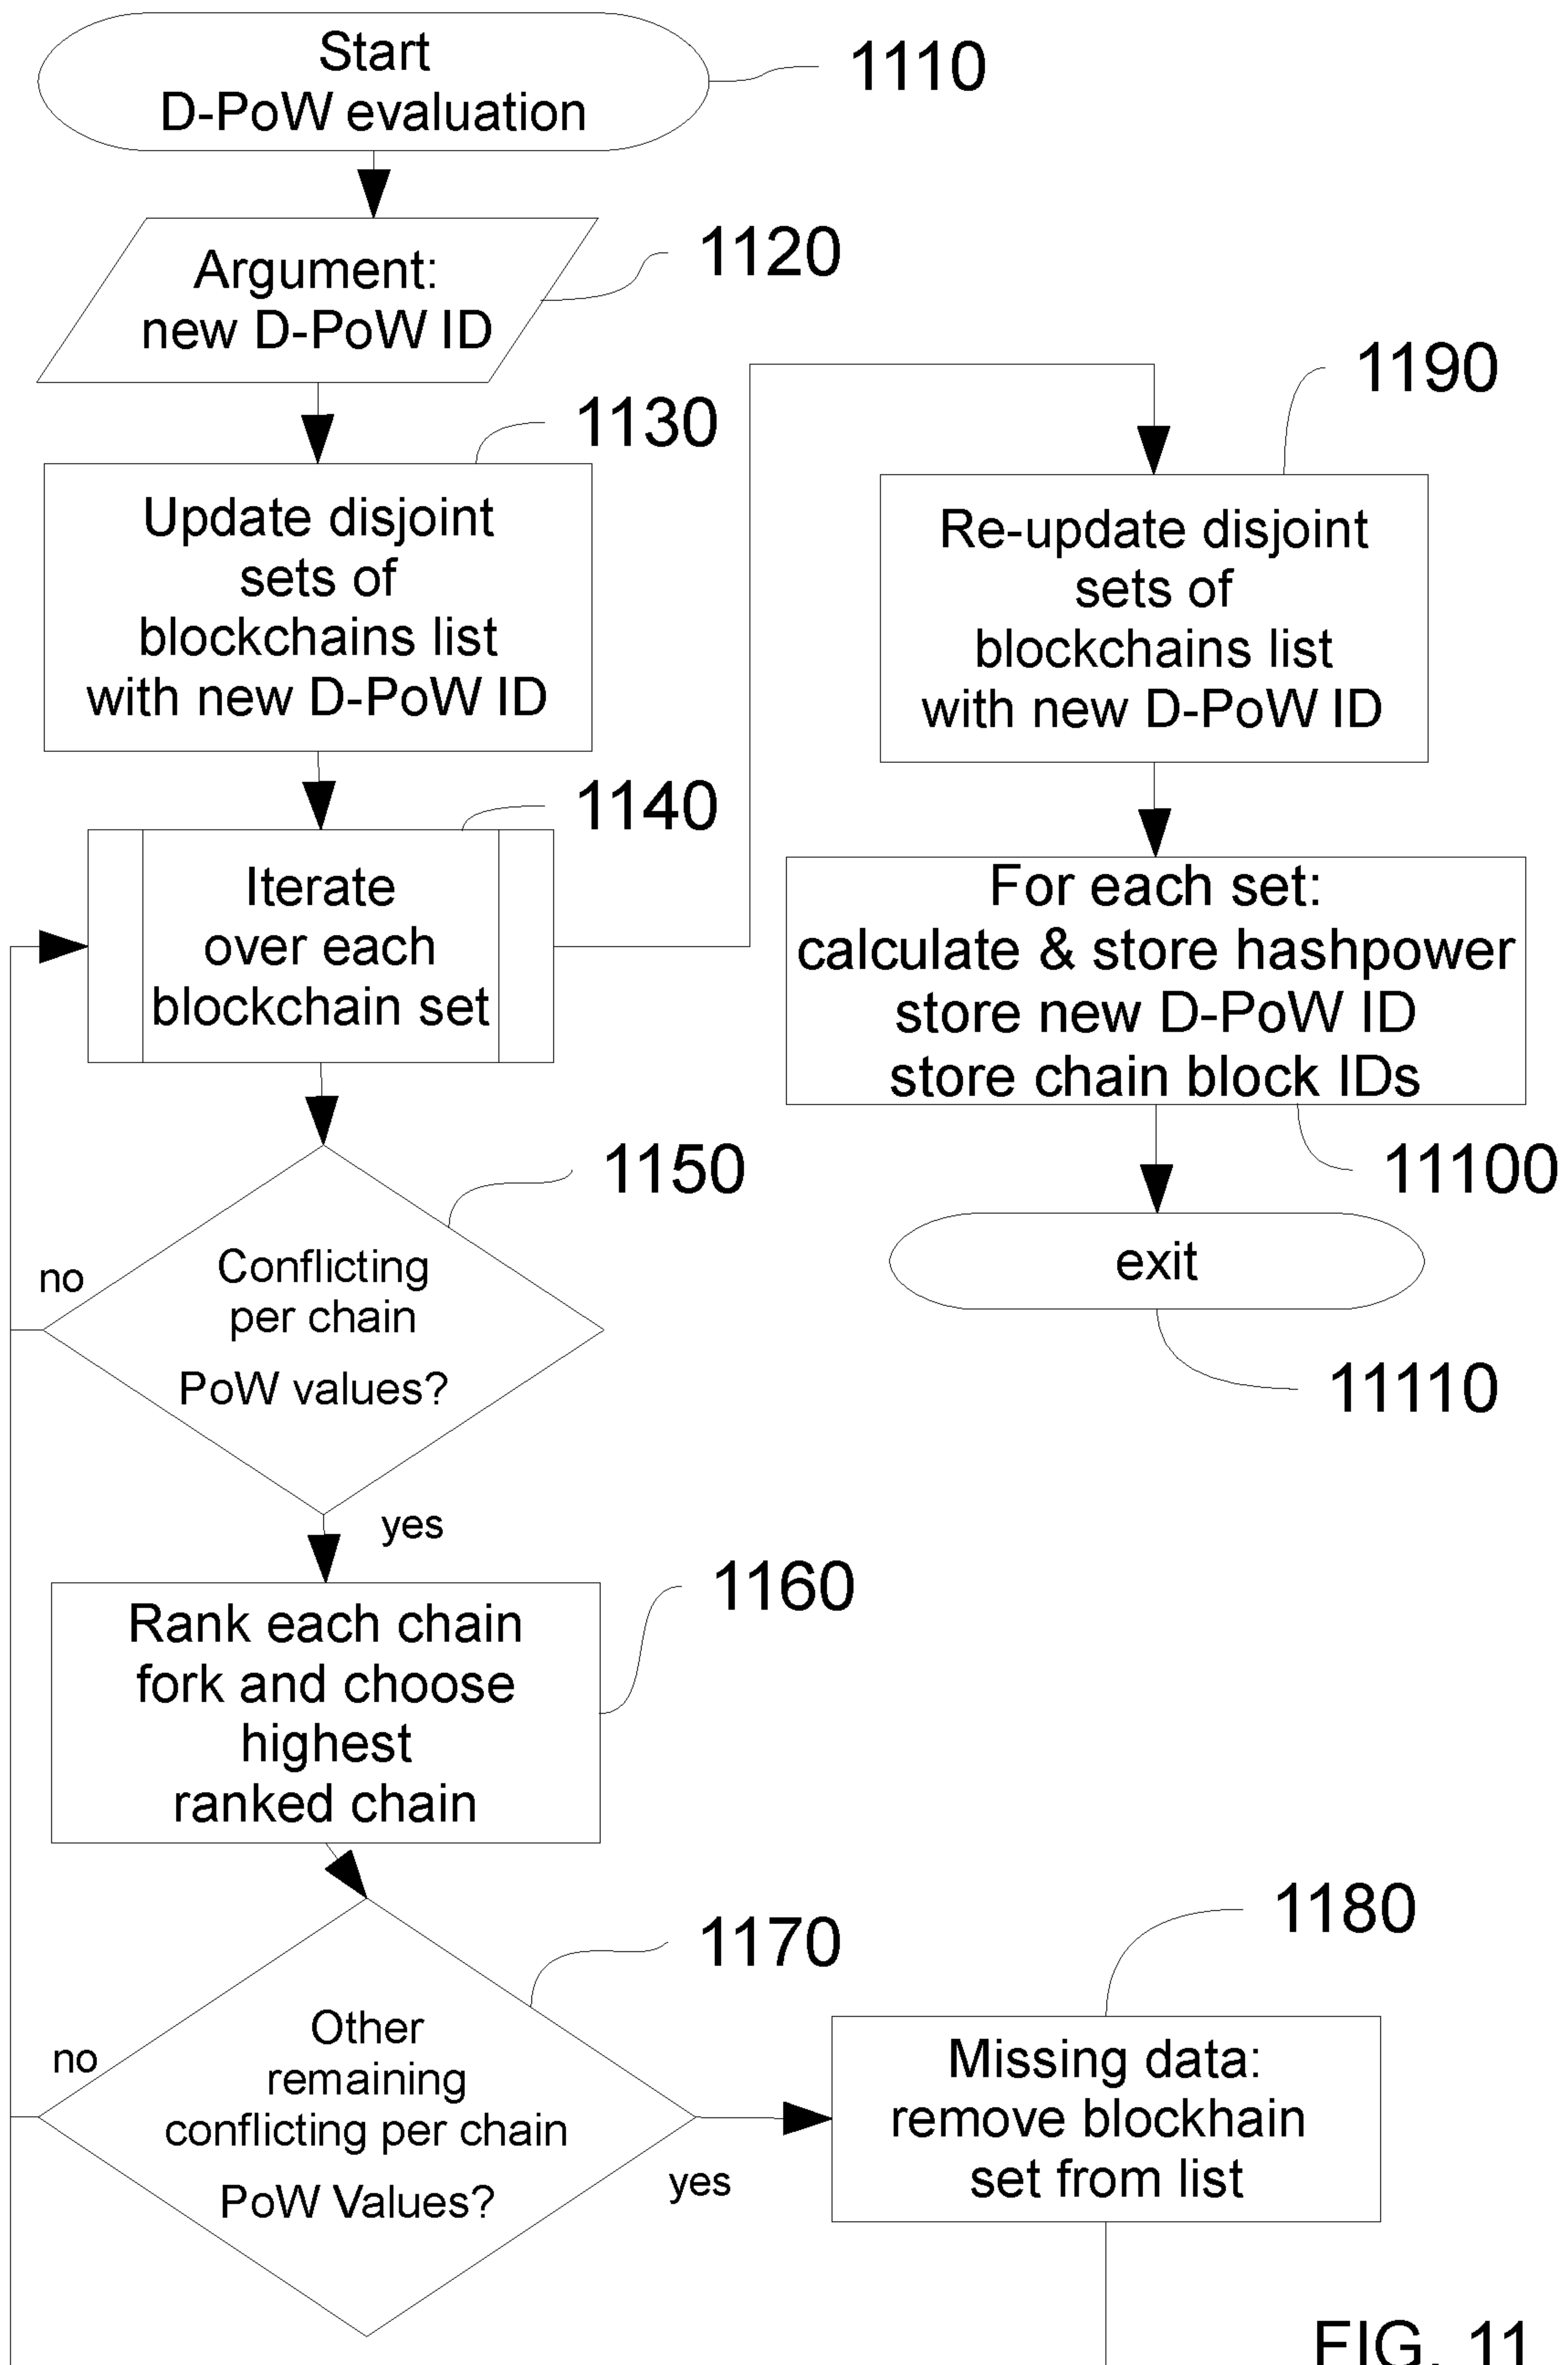 Start
D-PoW evaluation
1110
Argument:
new D-PoW ID
1120
Update disjoint
sets of
blockchains list
with new D-PoW ID
1130
Iterate
over each
blockchain set
1140
Conflicting
per chain
PoW values?
1150
no
yes
Rank each chain
fork and choose
highest
ranked chain
1160
Other
remaining
conflicting per chain
PoW Values?
1170
no
yes
Missing data:
remove blockhain
set from list
1180
Re-update disjoint
sets of
blockchains list
with new D-PoW ID
1190
For each set:
calculate & store hashpower
store new D-PoW ID
store chain block IDs
11100
exit
11110
FIG. 11